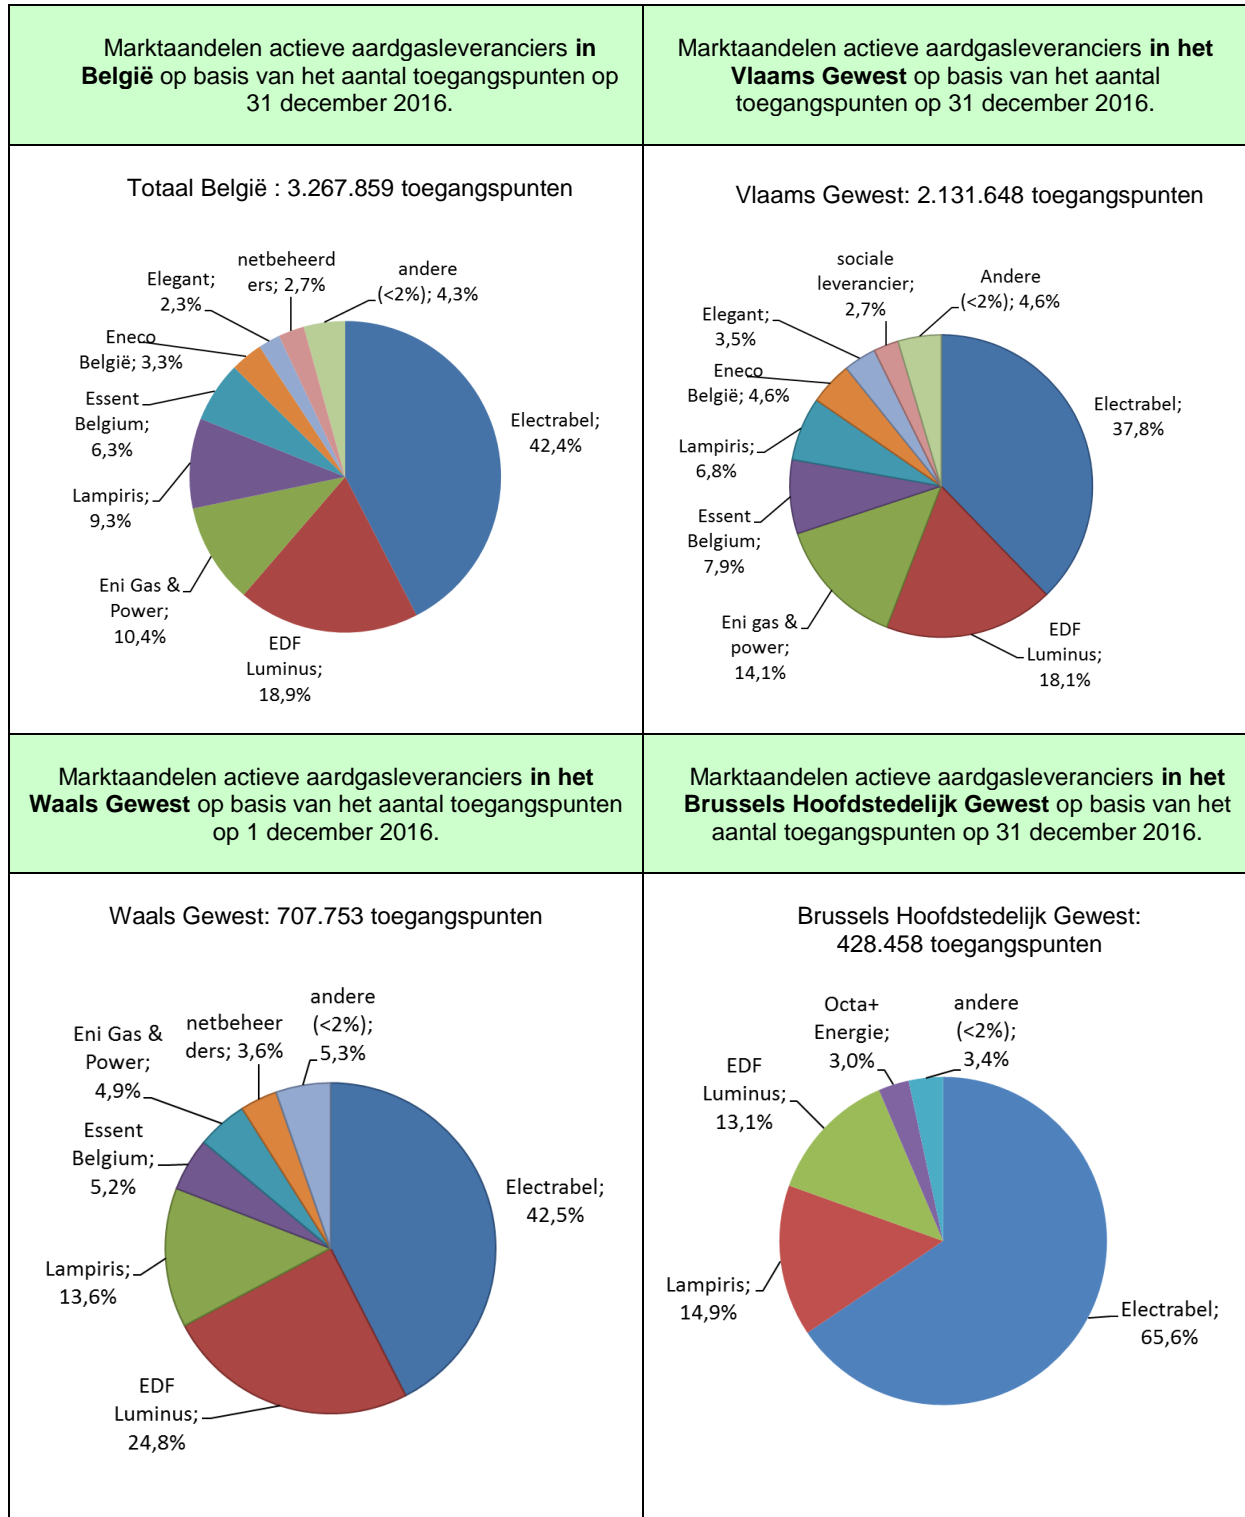 Marktaandelen actieve aardgasleveranciers in
België op basis van het aantal toegangspunten op
31 december 2016.
Marktaandelen actieve aardgasleveranciers in het
Vlaams Gewest op basis van het aantal
toegangspunten op 31 december 2016.
Totaal België : 3.267.859 toegangspunten
netbeheerd
ers; 2,7%
andere
(<2%); 4,3%
Elegant;
2,3%
Eneco
België; 3,3%
Essent
Belgium;
6,3%
Lampiris;
9,3%
Eni Gas &
Power;
10,4%
EDF
Luminus;
18,9%
Electrabel;
42,4%
Vlaams Gewest: 2.131.648 toegangspunten
sociale
leverancier;
2,7%
Andere
(<2%); 4,6%
Elegant;
3,5%
Eneco
België; 4,6%
Lampiris;
6,8%
Essent
Belgium;
7,9%
Eni gas &
power;
14,1%
EDF
Luminus;
18,1%
Electrabel;
37,8%
Marktaandelen actieve aardgasleveranciers in het
Waals Gewest op basis van het aantal toegangspunten
op 1 december 2016.
Marktaandelen actieve aardgasleveranciers in het
Brussels Hoofdstedelijk Gewest op basis van het
aantal toegangspunten op 31 december 2016.
Waals Gewest: 707.753 toegangspunten
andere
(<2%);
5,3%
netbeheer
ders; 3,6%
Eni Gas &
Power;
4,9%
Essent
Belgium;
5,2%
Lampiris;
13,6%
EDF
Luminus;
24,8%
Electrabel;
42,5%
Brussels Hoofdstedelijk Gewest:
428.458 toegangspunten
Octa+
Energie;
3,0%
andere
(<2%);
3,4%
EDF
Luminus;
13,1%
Lampiris;
14,9%
Electrabel;
65,6%